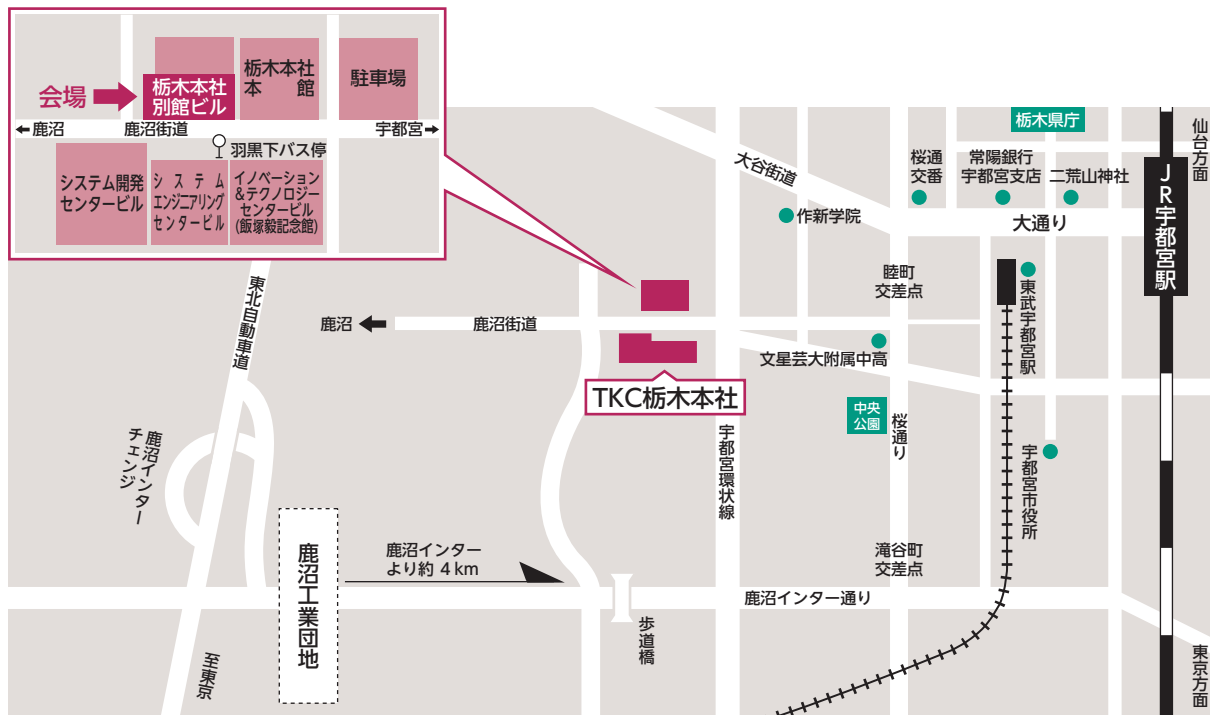 会場
栃木本社
別館ビル
栃木本社
本館
駐車場
鹿沼
鹿沼街道
宇都宮
羽黒下バス停
システム開発
センタービル
システム
エンジニアリング
センタービル
イノベーション
&テクノロジー
センタービル
(飯塚毅記念館)
栃木県庁
仙台方面
大谷街道
桜通
交番
常陽銀行
宇都宮支店
二荒山神社
JR宇都宮駅
作新学院
大通り
東北自動車道
睦町
交差点
東武宇都宮駅
鹿沼
鹿沼街道
文星芸大附属中高
TKC栃木本社
中央
公園
桜通り
宇都宮環状線
宇都宮市役所
鹿沼インター
チェンジ
鹿沼工業団地
鹿沼インター
より約 4km
滝谷町
交差点
鹿沼インター通り
歩道橋
至東京
東京方面